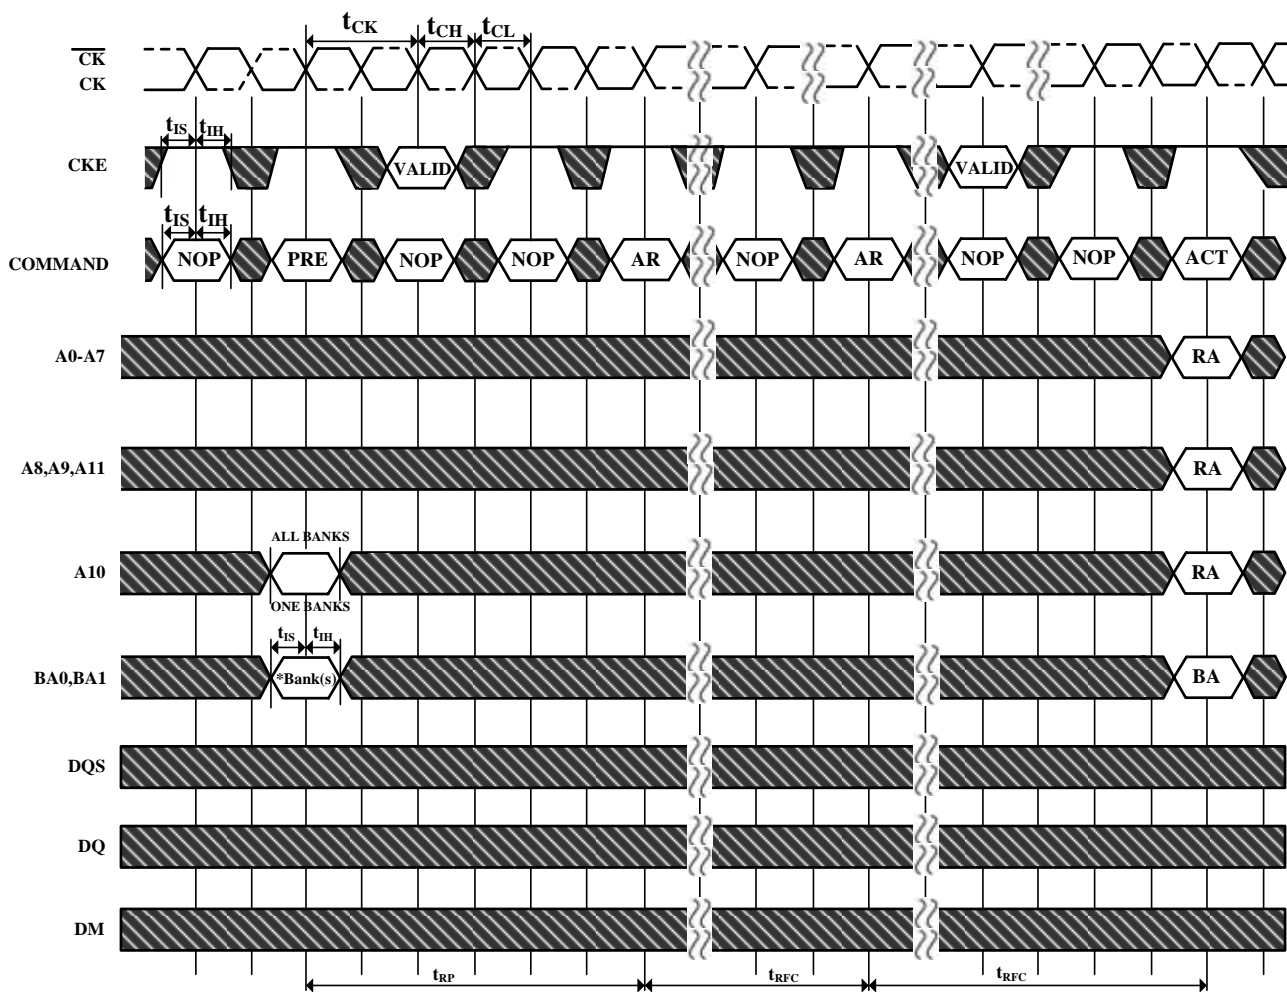 tCK tCH tCL
CK
CK
tIS tIH
CKE VALID VALID
tIS tIH
COMMAND NOP PRE NOP NOP AR NOP AR NOP NOP ACT
A0-A7 RA
A8,A9,A11 RA
ALL BANKS
A10 RA
ONE BANKS
tIS tIH
BA0,BA1 *Bank(s) BA
DQS
DQ
DM
tRP tRFC tRFC